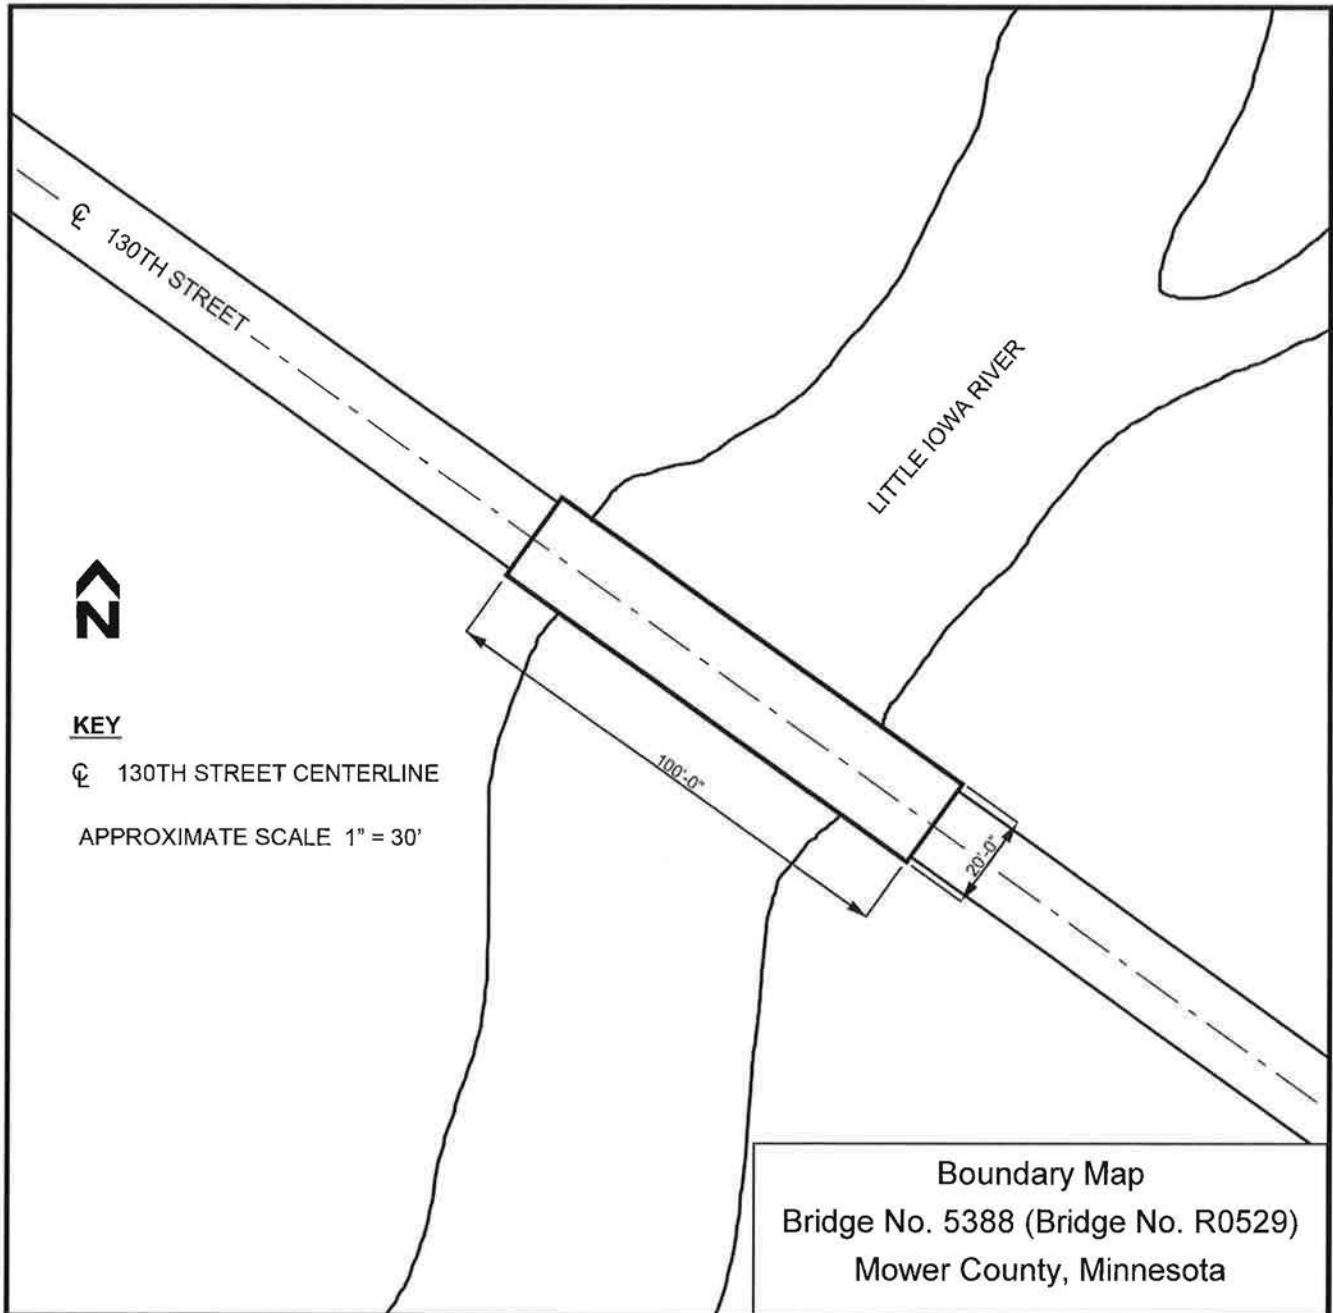 ℄ 130TH STREET
LITTLE IOWA RIVER
N
KEY
℄ 130TH STREET CENTERLINE
APPROXIMATE SCALE 1" = 30'
100'-0"
20'-0"
Boundary Map
Bridge No. 5388 (Bridge No. R0529)
Mower County, Minnesota